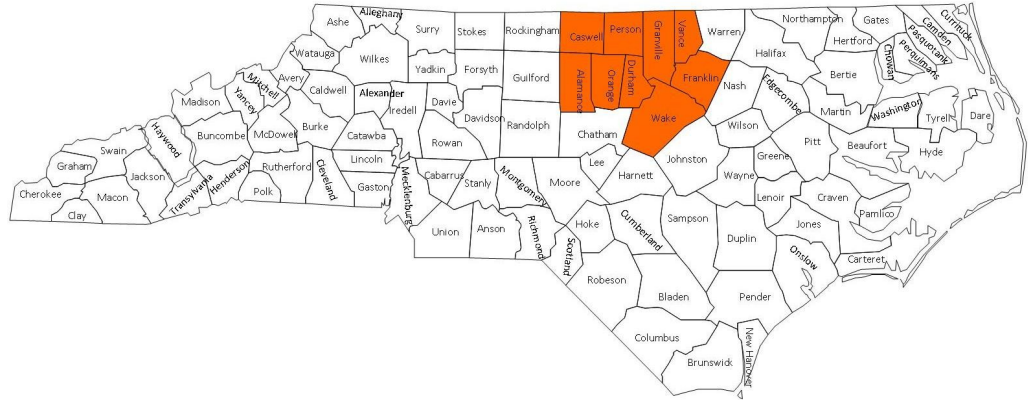 Ashe
Alleghany
Surry
Stokes
Rockingham
Caswell
Person
Granville
Vance
Warren
Northampton
Gates
Hertford
Currituck
Camden
Pasquotank
Perquimans
Chowan
Halifax
Bertie
Watauga
Wilkes
Yadkin
Forsyth
Guilford
Alamance
Orange
Durham
Franklin
Nash
Edgecombe
Martin
Washington
Tyrell
Dare
Mitchell
Avery
Yancey
Caldwell
Alexander
Iredell
Davie
Davidson
Randolph
Chatham
Wake
Wilson
Pitt
Beaufort
Hyde
Madison
Haywood
Buncombe
McDowell
Burke
Catawba
Rowan
Lee
Harnett
Johnston
Greene
Wayne
Swain
Graham
Jackson
Cherokee
Macon
Clay
Transylvania
Henderson
Rutherford
Polk
Cleveland
Lincoln
Gaston
Mecklenburg
Cabarrus
Stanly
Montgomery
Moore
Lenoir
Craven
Pamlico
Union
Anson
Richmond
Scotland
Hoke
Cumberland
Sampson
Duplin
Jones
Onslow
Carteret
Robeson
Bladen
Pender
Columbus
Brunswick
New Hanover